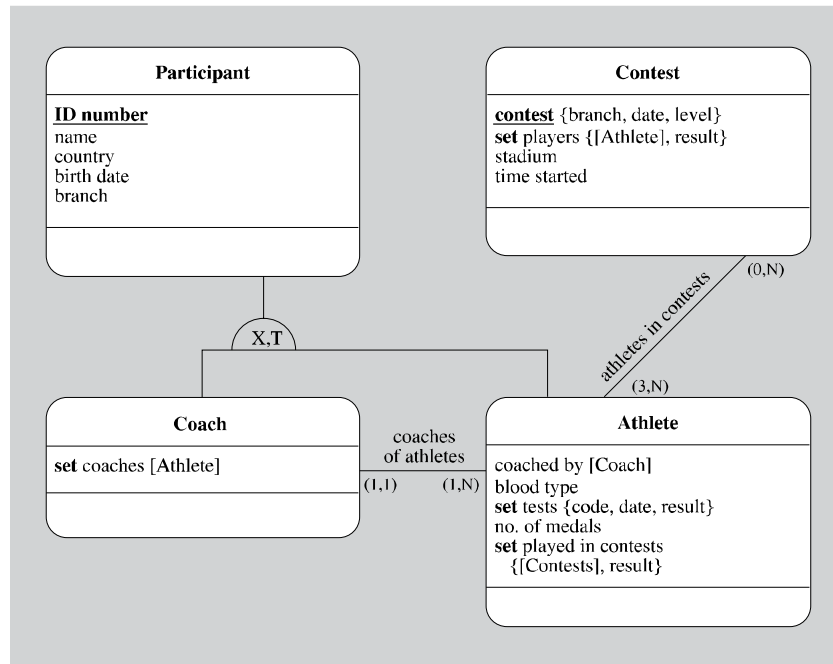 Participant
ID number
name
country
birth date
branch
Contest
contest {branch, date, level}
set players {[Athlete], result}
stadium
time started
X,T
athletes in contests
(0,N)
(3,N)
Coach
set coaches [Athlete]
coaches
of athletes
(1,1)
(1,N)
Athlete
coached by [Coach]
blood type
set tests {code, date, result}
no. of medals
set played in contests
{[Contests], result}